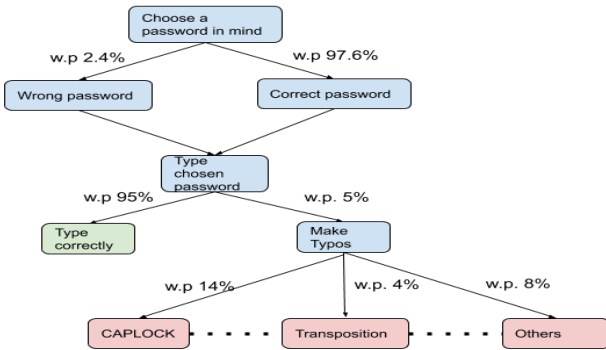 Choose a
password in mind
w.p 2.4%
w.p 97.6%
Wrong password
Correct password
Type
chosen
password
w.p 95%
w.p. 5%
Type
correctly
Make
Typos
w.p 14%
w.p. 4%
w.p. 8%
CAPLOCK
Transposition
Others